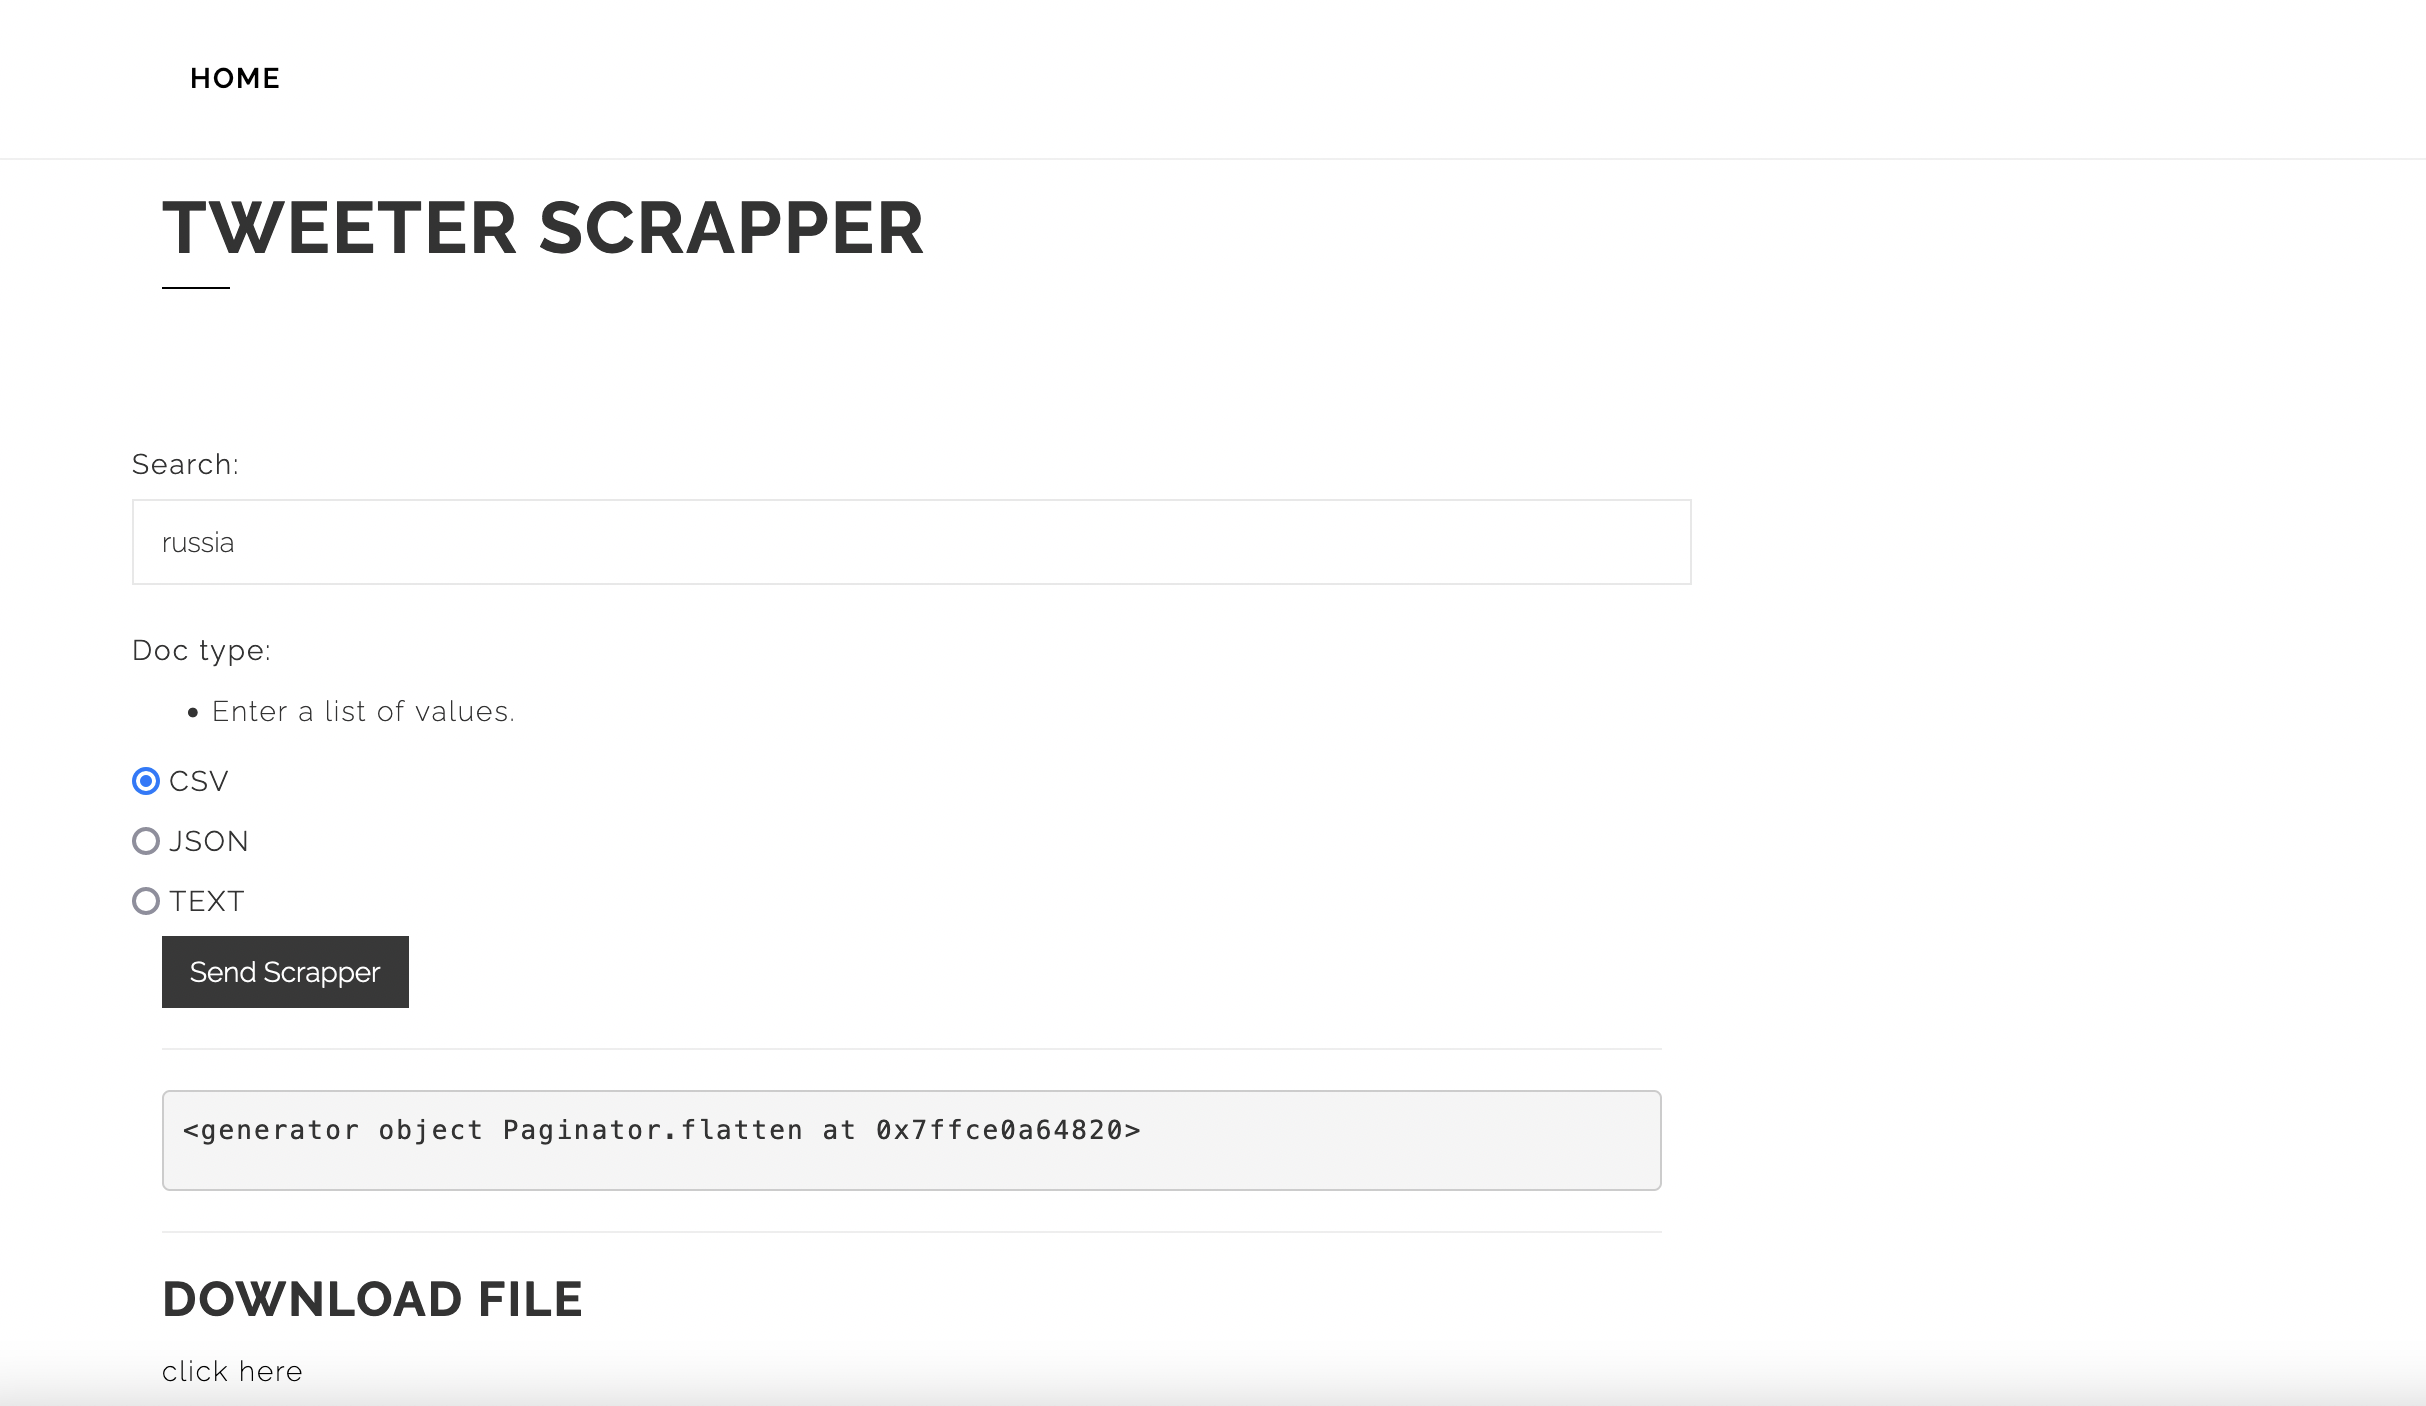 HOME
TWEETER SCRAPPER
Search:
russia
Doc type:
• Enter a list of values.
CSV
JSON
TEXT
Send Scrapper
<generator object Paginator.flatten at 0x7ffce0a64820>
DOWNLOAD FILE
click here